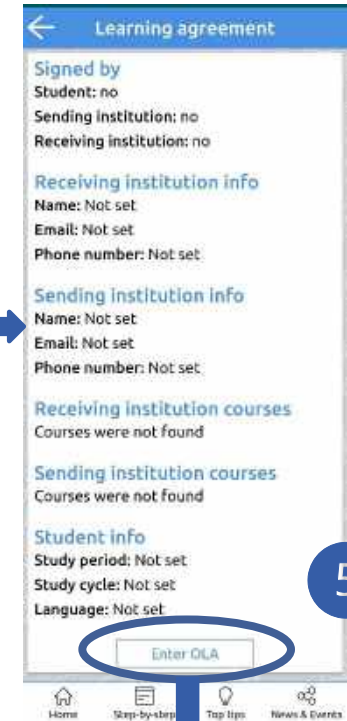 Learning agreement
Signed by
Student: no
Sending institution: no
Receiving institution: no
Receiving institution info
Name: Not set
Email: Not set
Phone number: Not set
Sending institution info
Name: Not set
Email: Not set
Phone number: Not set
Receiving institution courses
Courses were not found
Sending institution courses
Courses were not found
Student info
Study period: Not set
Study cycle: Not set
Language: Not set
5
Enter OLA
Home Step-by-step Top tips News & Events